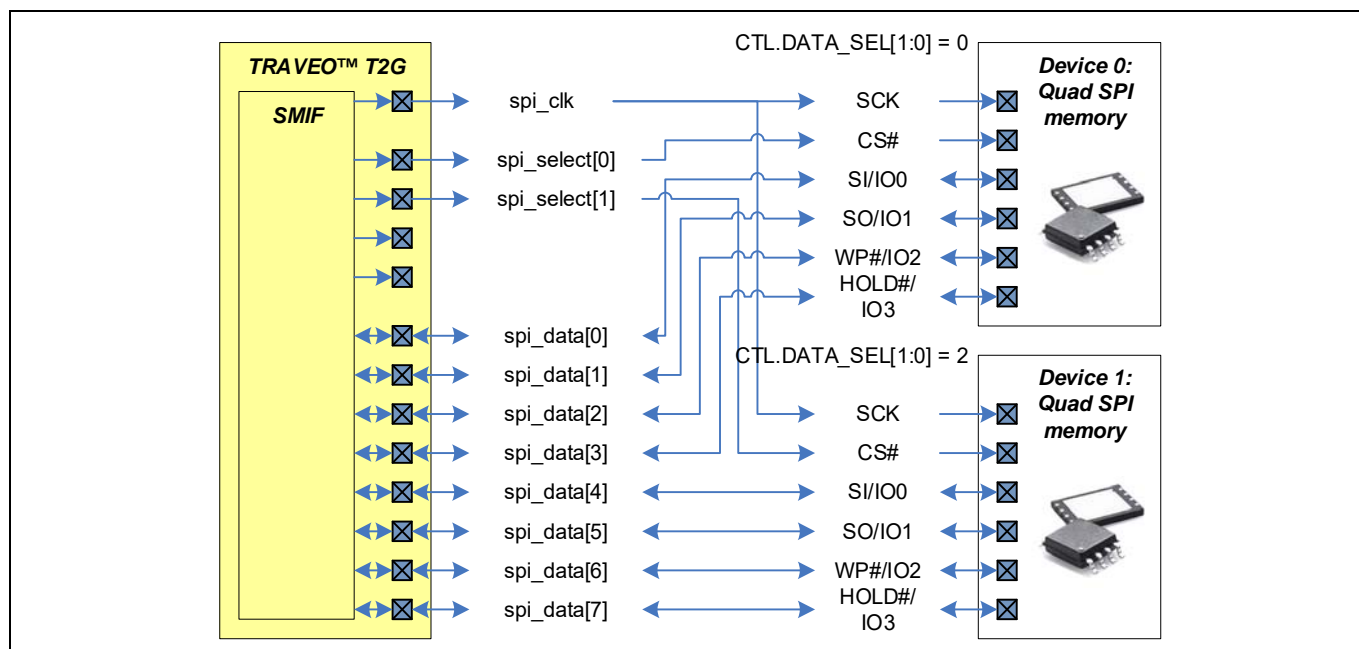 CTL.DATA_SEL[1:0] = 0
TRAVEO™ T2G
SMIF
spi_clk
spi_select[0]
spi_select[1]
spi_data[0]
spi_data[1]
spi_data[2]
spi_data[3]
spi_data[4]
spi_data[5]
spi_data[6]
spi_data[7]
SCK
CS#
SI/IO0
SO/IO1
WP#/IO2
HOLD#/
IO3
Device 0:
Quad SPI
memory
CTL.DATA_SEL[1:0] = 2
SCK
CS#
SI/IO0
SO/IO1
WP#/IO2
HOLD#/
IO3
Device 1:
Quad SPI
memory